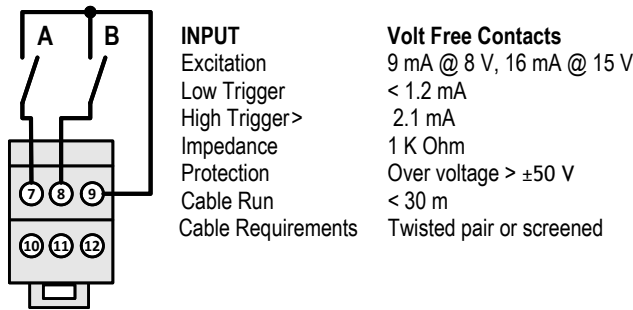 A B
INPUT Volt Free Contacts
Excitation 9 mA @ 8 V, 16 mA @ 15 V
Low Trigger < 1.2 mA
High Trigger> 2.1 mA
Impedance 1 K Ohm
Protection Over voltage > ±50 V
Cable Run < 30 m
Cable Requirements Twisted pair or screened
7 8 9
10 11 12